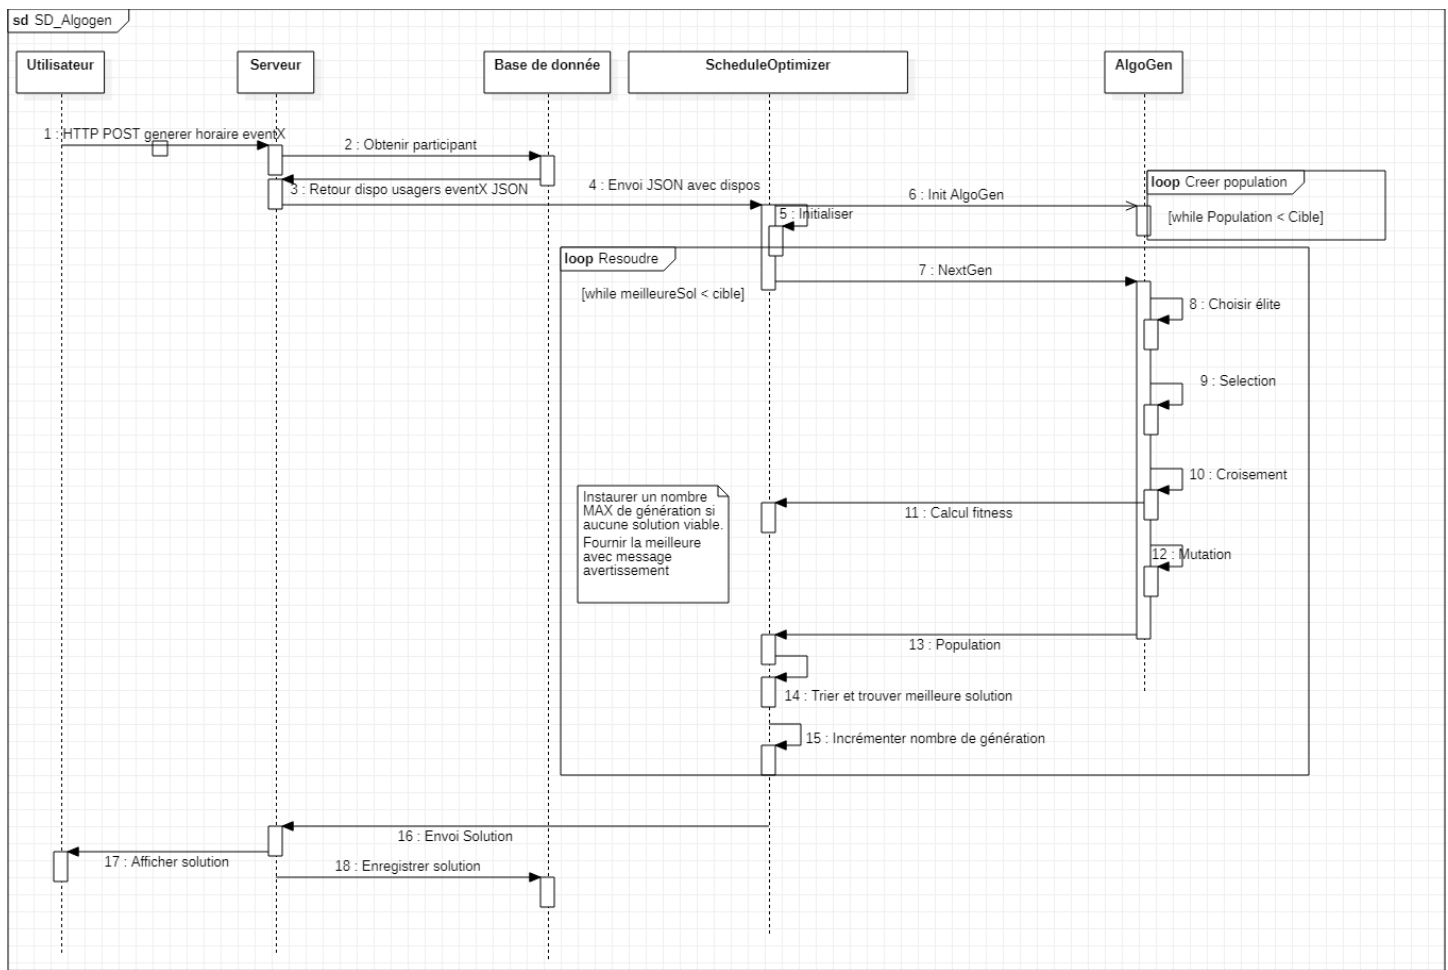 sd SD_Algogen
Utilisateur
Serveur
Base de donnée
ScheduleOptimizer
AlgoGen
1 : HTTP POST generer horaire eventX
2 : Obtenir participant
3 : Retour dispo usagers eventX JSON
4 : Envoi JSON avec dispos
5 : Initialiser
6 : Init AlgoGen
loop Creer population
[while Population < Cible]
loop Resoudre
[while meilleureSol < cible]
7 : NextGen
8 : Choisir élite
9 : Selection
10 : Croisement
11 : Calcul fitness
Instaurer un nombre
MAX de génération si
aucune solution viable.
Fournir la meilleure
avec message
avertissement
12 : Mutation
13 : Population
14 : Trier et trouver meilleure solution
15 : Incrémenter nombre de génération
16 : Envoi Solution
17 : Afficher solution
18 : Enregistrer solution